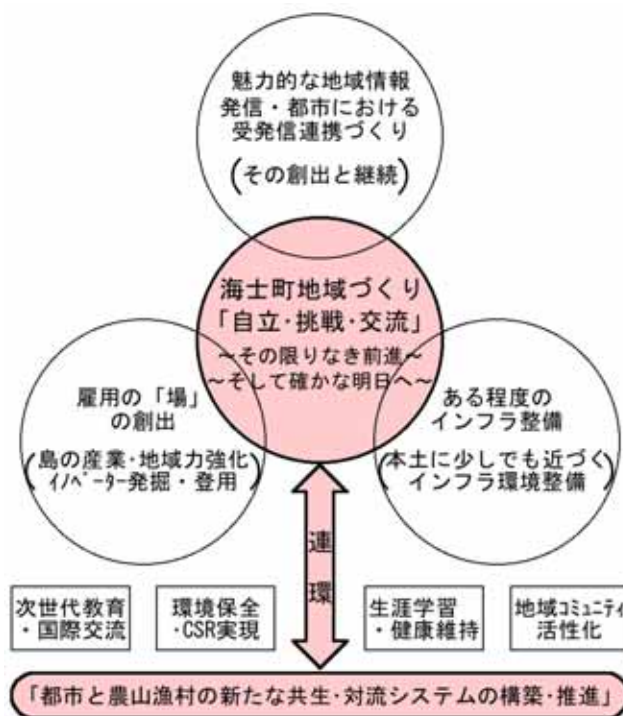 魅力的な地域情報
発信・都市における
受発信連携づくり
(その創出と継続)
海士町地域づくり
「自立・挑戦・交流」
~その限りなき前進~
~そして確かな明日へ~
雇用の「場」
の創出
(島の産業・地域力強化
イノベーター発掘・登用)
ある程度の
インフラ整備
(本土に少しでも近づく
インフラ環境整備)
連
環
次世代教育
・国際交流
環境保全
・CSR実現
生涯学習
・健康維持
地域コミュニティ
活性化
「都市と農山漁村の新たな共生・対流システムの構築・推進」